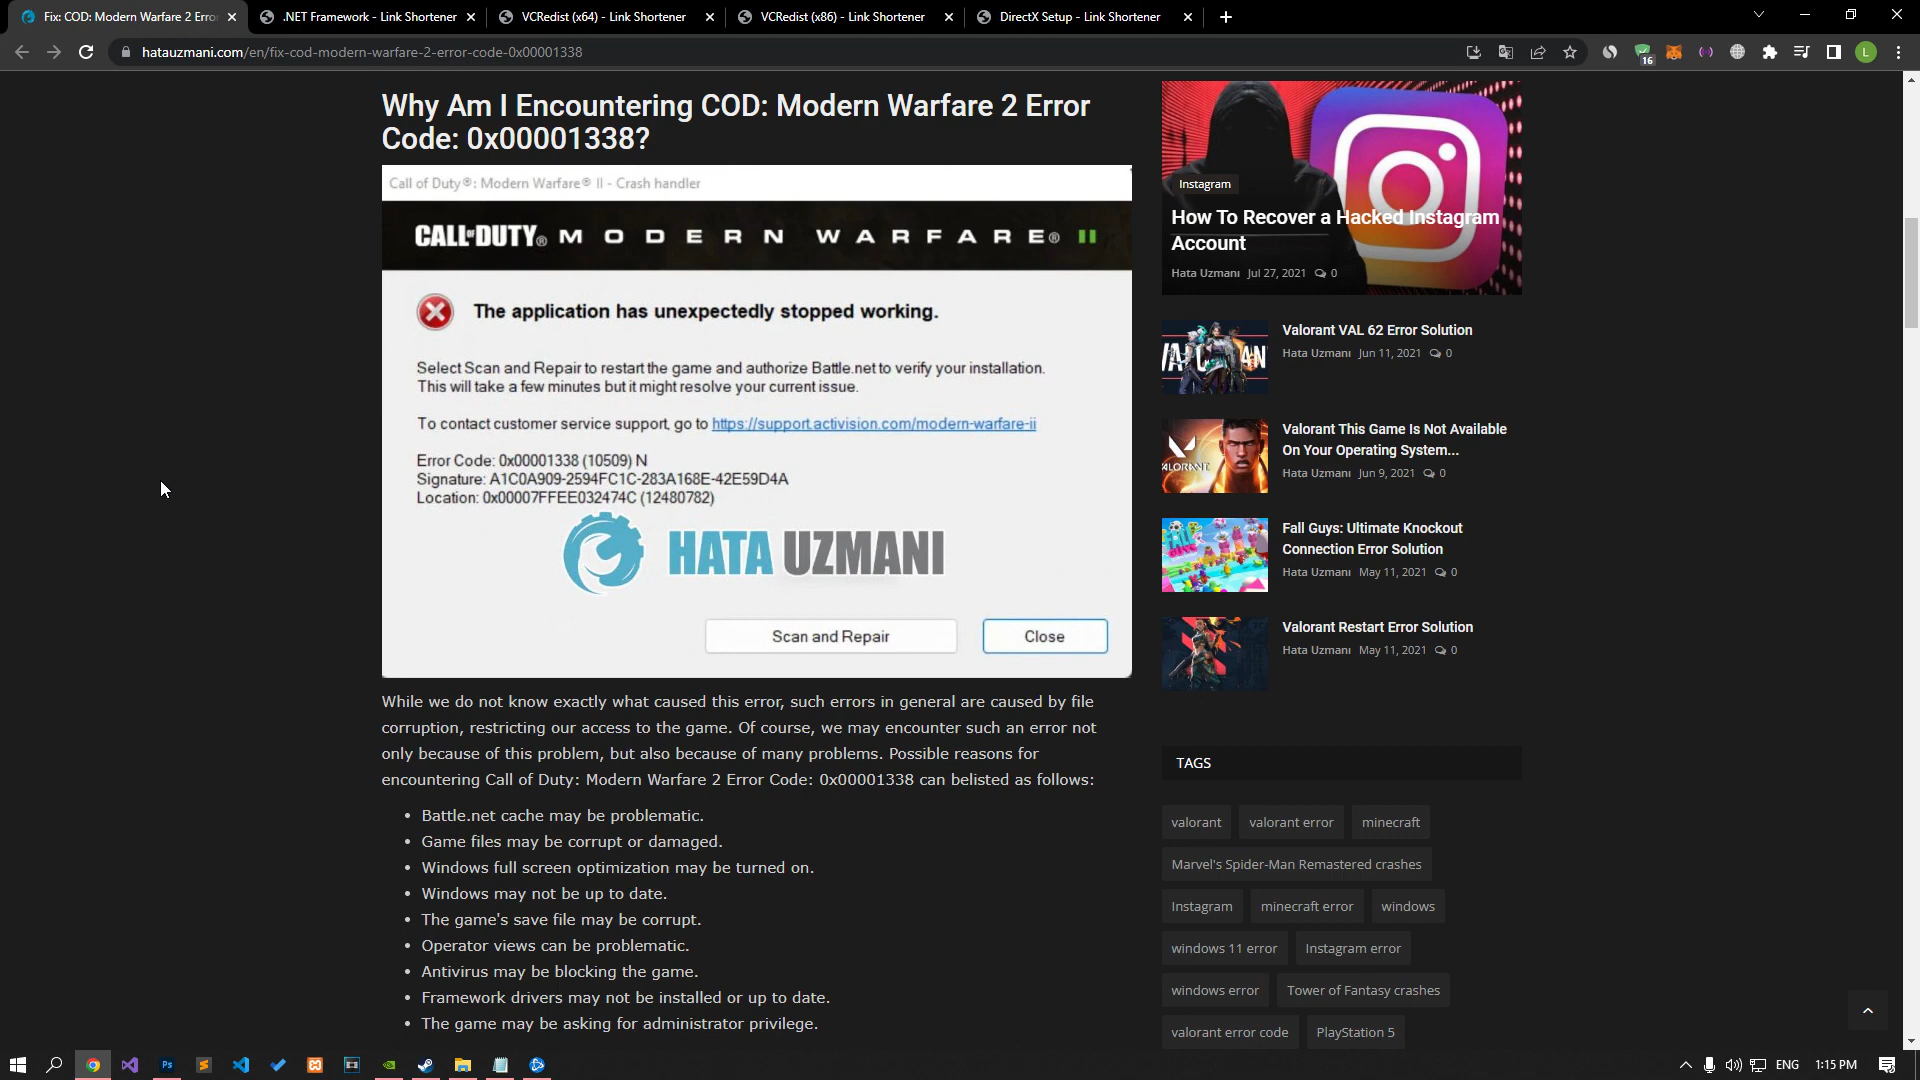 Fix: COD: Modern Warfare 2 Error
.NET Framework - Link Shortener
VCRedist (x64) - Link Shortener
VCRedist (x86) - Link Shortener
DirectX Setup - Link Shortener
hatauzmani.com/en/fix-cod-modern-warfare-2-error-code-0x00001338
16
L
Why Am I Encountering COD: Modern Warfare 2 Error
Code: 0x00001338?
Call of Duty®: Modern Warfare® II - Crash handler
CALL OF DUTY® MODERN WARFARE® II
The application has unexpectedly stopped working.
Select Scan and Repair to restart the game and authorize Battle.net to verify your installation.
This will take a few minutes but it might resolve your current issue.
To contact customer service support, go to https://support.activision.com/modern-warfare-ii
Error Code: 0x00001338 (10509) N
Signature: A1C0A909-2594FC1C-283A168E-42E59D4A
Location: 0x00007FFEE032474C (12480782)
HATA UZMANI
Scan and Repair
Close
While we do not know exactly what caused this error, such errors in general are caused by file
corruption, restricting our access to the game. Of course, we may encounter such an error not
only because of this problem, but also because of many problems. Possible reasons for
encountering Call of Duty: Modern Warfare 2 Error Code: 0x00001338 can belisted as follows:
• Battle.net cache may be problematic.
• Game files may be corrupt or damaged.
• Windows full screen optimization may be turned on.
• Windows may not be up to date.
• The game's save file may be corrupt.
• Operator views can be problematic.
• Antivirus may be blocking the game.
• Framework drivers may not be installed or up to date.
• The game may be asking for administrator privilege.
Instagram
How To Recover a Hacked Instagram
Account
Hata Uzmanı Jul 27, 2021 0
Valorant VAL 62 Error Solution
Hata Uzmanı Jun 11, 2021 0
VALORANT
Valorant This Game Is Not Available
On Your Operating System...
Hata Uzmanı Jun 9, 2021 0
Fall Guys: Ultimate Knockout
Connection Error Solution
Hata Uzmanı May 11, 2021 0
Valorant Restart Error Solution
Hata Uzmanı May 11, 2021 0
TAGS
valorant
valorant error
minecraft
Marvel's Spider-Man Remastered crashes
Instagram
minecraft error
windows
windows 11 error
Instagram error
windows error
Tower of Fantasy crashes
valorant error code
PlayStation 5
Ps
ENG
1:15 PM